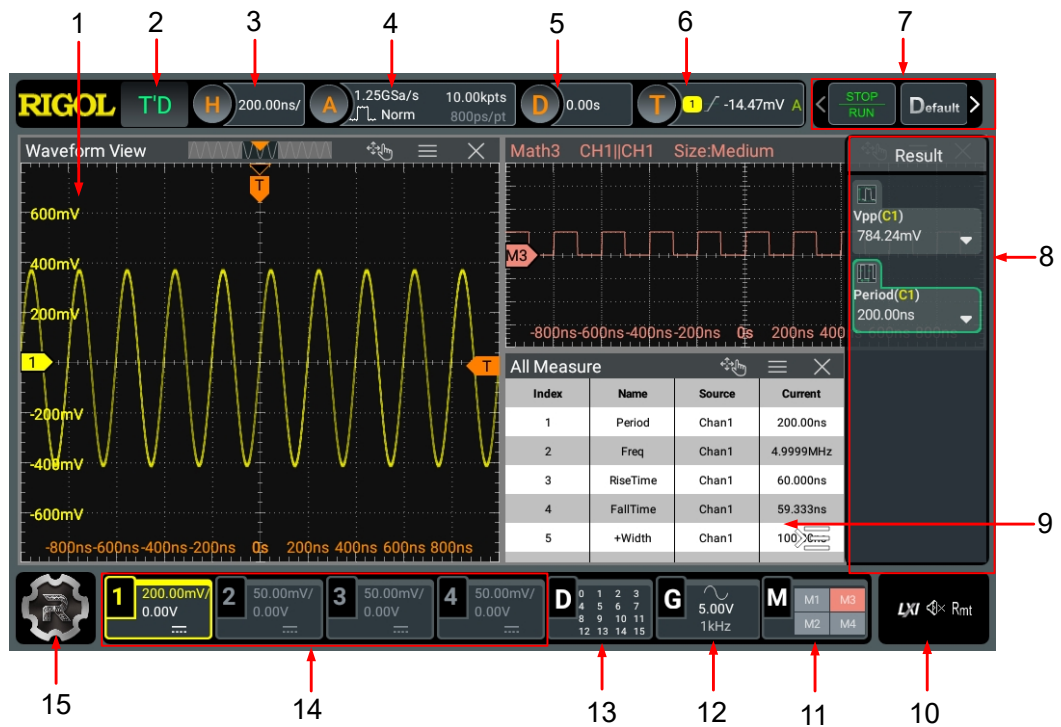 1 2 3 4 5 6 7
RIGOL T'D H 200.00ns/ A 1.25GSa/s 10.00kpts D 0.00s T 1 -14.47mV A STOP Default
Norm 800ps/pt RUN
Waveform View
T
600mV
400mV
200mV
1 T
-200mV
-400mV
-600mV
-800ns -600ns -400ns -200ns 0s 200ns 400ns 600ns 800ns
Math3 CH1||CH1 Size:Medium
M3
-800ns -600ns -400ns -200ns 0s 200ns 400
All Measure
Index Name Source Current
1 Period Chan1 200.00ns
2 Freq Chan1 4.9999MHz
3 RiseTime Chan1 60.000ns
4 FallTime Chan1 59.333ns
5 +Width Chan1
Result
Vpp(C1)
784.24mV
Period(C1)
200.00ns
8
9
1 200.00mV/ 2 50.00mV/ 3 50.00mV/ 4 50.00mV/
0.00V 0.00V 0.00V 0.00V
D 0 1 2 3
4 5 6 7
8 9 10 11
12 13 14 15
G 5.00V
1kHz
M M1 M3
M2 M4
LXI Rmt
R
15 14 13 12 11 10